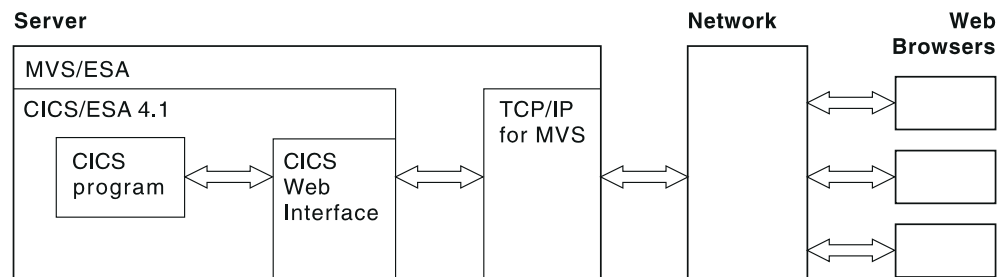 Server
Network
Web
Browsers
MVS/ESA
CICS/ESA 4.1
TCP/IP
for MVS
CICS
program
CICS
Web
Interface